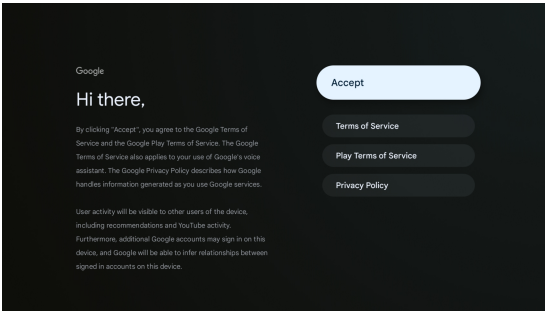 Google
Hi there,
By clicking "Accept", you agree to the Google Terms of
Service and the Google Play Terms of Service. The Google
Terms of Service also applies to your use of Google's voice
assistant. The Google Privacy Policy describes how Google
handles information generated as you use Google services.
User activity will be visible to other users of the device,
including recommendations and YouTube activity.
Furthermore, additional Google accounts may sign in on this
device, and Google will be able to infer relationships between
signed in accounts on this device.
Accept
Terms of Service
Play Terms of Service
Privacy Policy